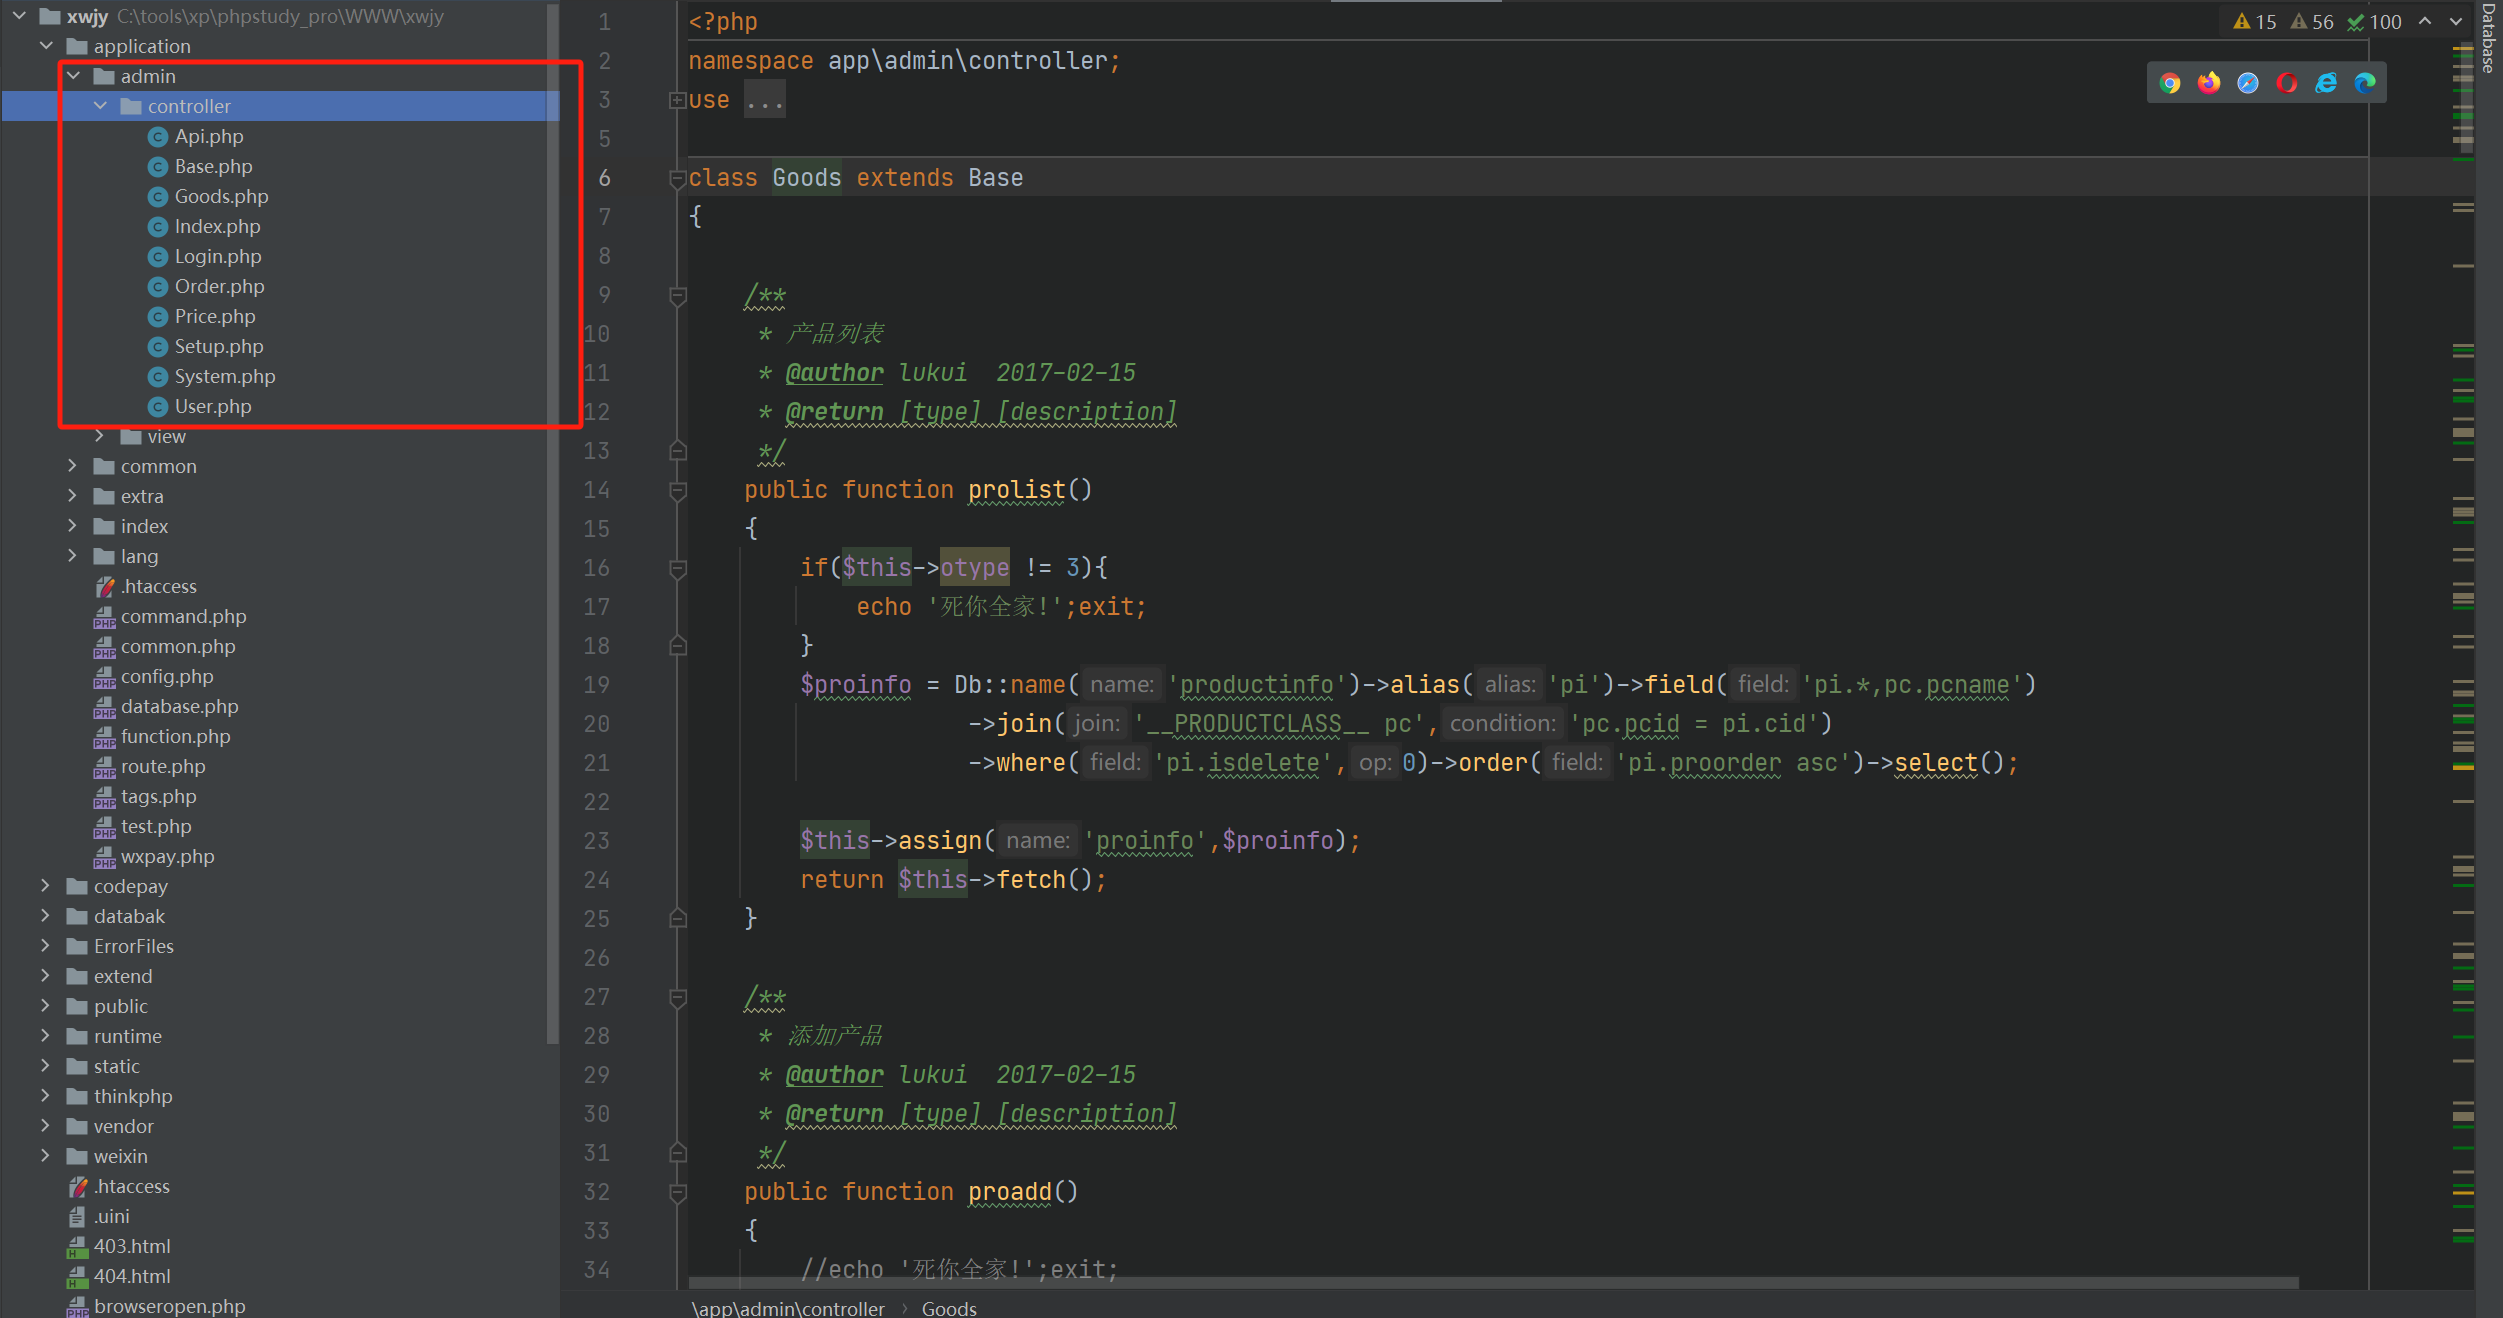 xwjy C:\tools\xp\phpstudy_pro\WWW\xwjy
application
admin
controller
Api.php
Base.php
Goods.php
Index.php
Login.php
Order.php
Price.php
Setup.php
System.php
User.php
view
common
extra
index
lang
.htaccess
command.php
common.php
config.php
database.php
function.php
route.php
tags.php
test.php
wxpay.php
codepay
databak
ErrorFiles
extend
public
runtime
static
thinkphp
vendor
weixin
.htaccess
.uini
403.html
404.html
browseropen.php
15 56 100
Database
1 <?php
2 namespace app\admin\controller;
3 use ...
5
6 class Goods extends Base
7 {
8
9 /**
10 * 产品列表
11 * @author lukui 2017-02-15
12 * @return [type] [description]
13 */
14 public function prolist()
15 {
16 if($this->otype != 3){
17 echo '死你全家!';exit;
18 }
19 $proinfo = Db::name( name: 'productinfo')->alias( alias: 'pi')->field( field: 'pi.*,pc.pcname')
20 ->join( join: '__PRODUCTCLASS__ pc', condition: 'pc.pcid = pi.cid')
21 ->where( field: 'pi.isdelete', op: 0)->order( field: 'pi.proorder asc')->select();
22
23 $this->assign( name: 'proinfo',$proinfo);
24 return $this->fetch();
25 }
26
27 /**
28 * 添加产品
29 * @author lukui 2017-02-15
30 * @return [type] [description]
31 */
32 public function proadd()
33 {
34 //echo '死你全家!';exit;
\app\admin\controller › Goods